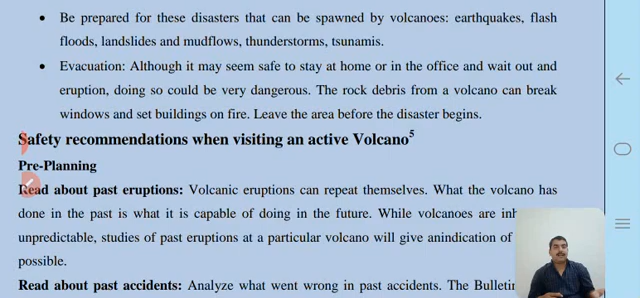 • Be prepared for these disasters that can be spawned by volcanoes: earthquakes, flash
floods, landslides and mudflows, thunderstorms, tsunamis.
• Evacuation: Although it may seem safe to stay at home or in the office and wait out and
eruption, doing so could be very dangerous. The rock debris from a volcano can break
windows and set buildings on fire. Leave the area before the disaster begins.
Safety recommendations when visiting an active Volcano⁵
Pre-Planning
Read about past eruptions: Volcanic eruptions can repeat themselves. What the volcano has
done in the past is what it is capable of doing in the future. While volcanoes are
unpredictable, studies of past eruptions at a particular volcano will give anindication of
possible.
Read about past accidents: Analyze what went wrong in past accidents. The